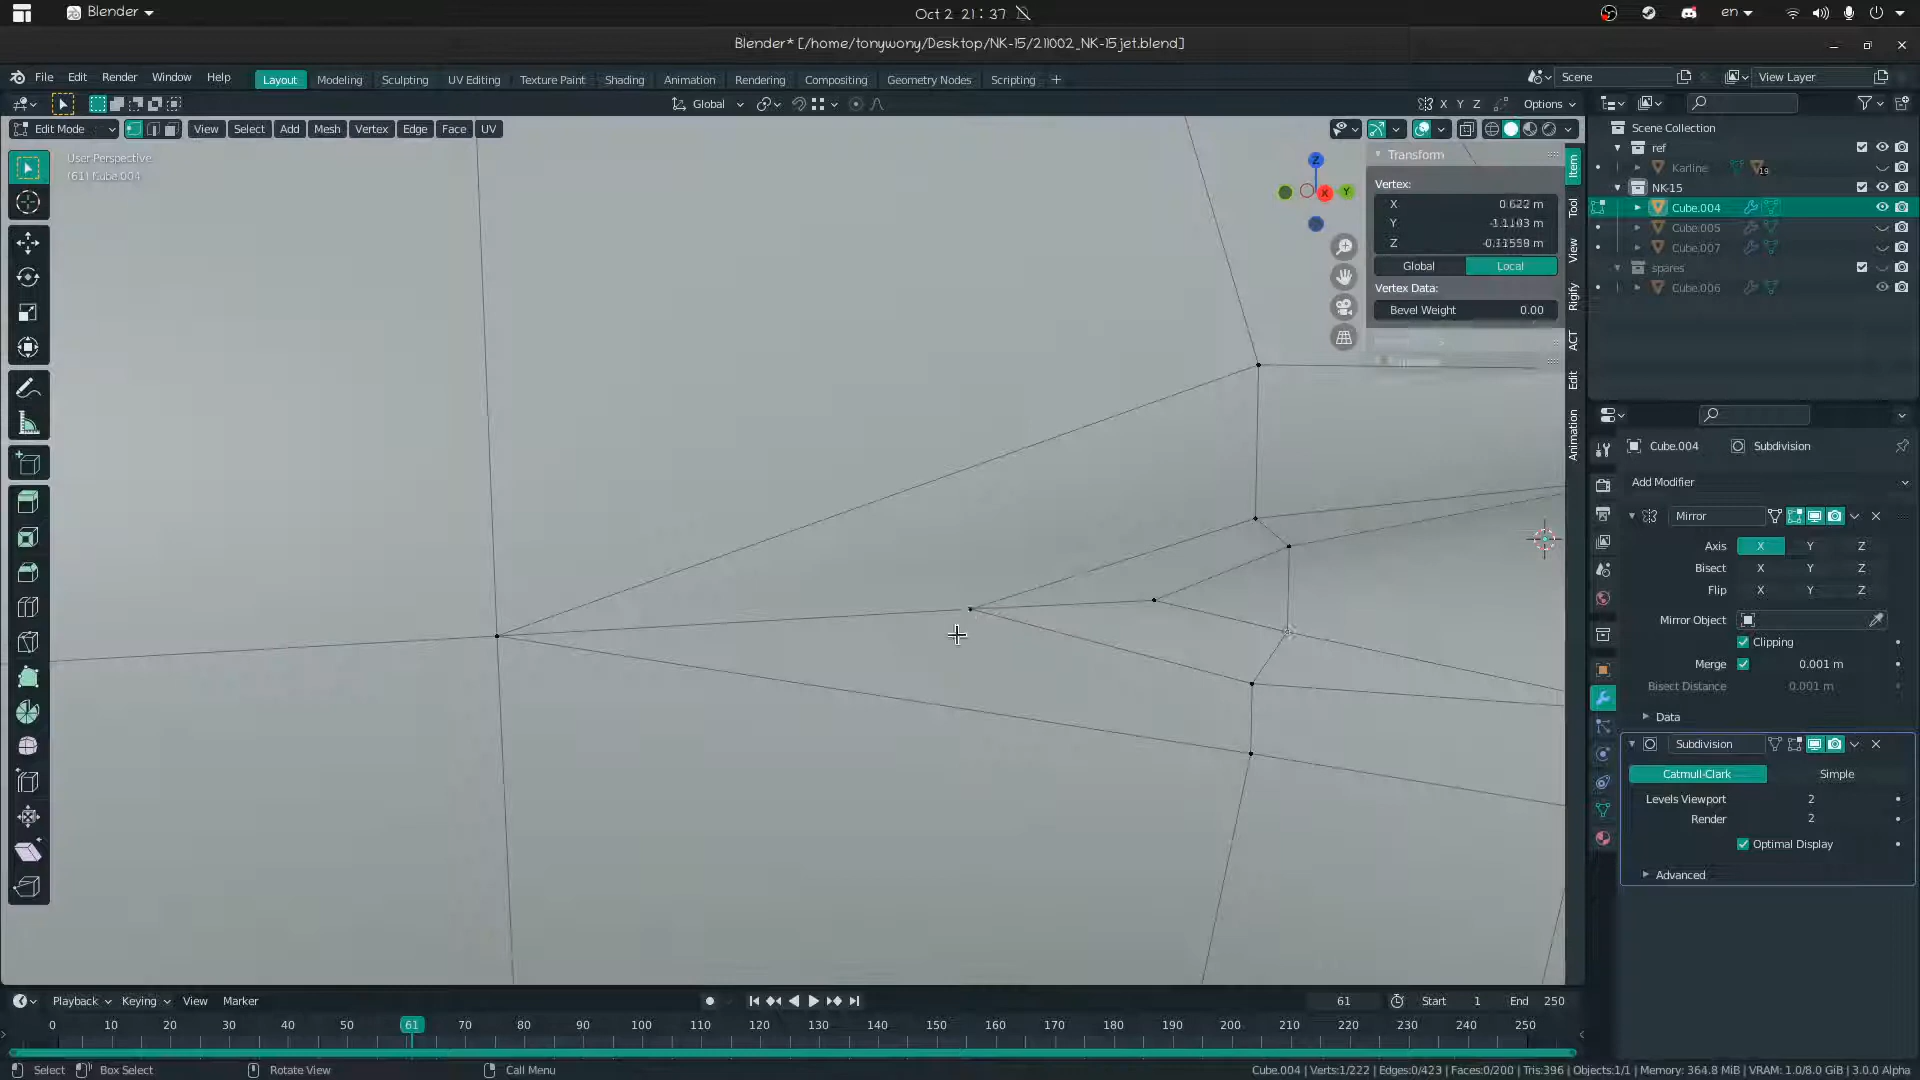 Blender
Oct 2 21:37
en
Blender* [/home/tonywony/Desktop/NK-15/211002_NK-15jet.blend]
File Edit Render Window Help
Layout Modeling Sculpting UV Editing Texture Paint Shading Animation Rendering Compositing Geometry Nodes Scripting +
Scene
View Layer
Global
X Y Z
Options
Edit Mode
View Select Add Mesh Vertex Edge Face UV
User Perspective
(61) Kube.004
Z
X
Y
Transform
Vertex:
X 0.622 m
Y
Z
Global Local
Vertex Data:
Bevel Weight 0.00
Item
Tool
View
Rigify
ACT
Edit
Animation
Scene Collection
ref
Karline
19
NK-15
Cube.004
Cube.005
Cube.007
spares
Cube.006
Cube.004
Subdivision
Add Modifier
Mirror
Axis X Y Z
Bisect X Y Z
Flip X Y Z
Mirror Object
Clipping
Merge 0.001 m
Bisect Distance 0.001 m
Data
Subdivision
Catmull-Clark Simple
Levels Viewport 2
Render 2
Optimal Display
Advanced
Playback Keying View Marker
61
Start 1
End 250
0 10 20 30 40 50 61 70 80 90 100 110 120 130 140 150 160 170 180 190 200 210 220 230 240 250
Select
Box Select
Rotate View
Call Menu
Cube.004 | Verts:1/222 | Edges:0/423 | Faces:0/200 | Tris:396 | Objects:1/1 | Memory: 364.8 MiB | VRAM: 1.0/8.0 GiB | 3.0.0 Alpha